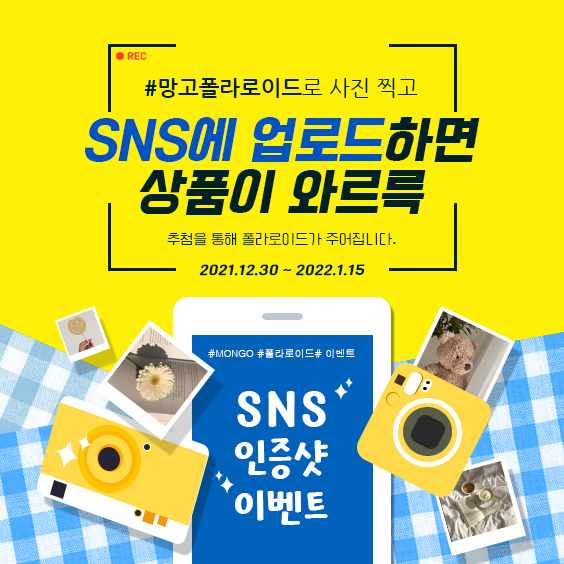 REC
#망고폴라로이드로 사진 찍고
SNS에 업로드하면
상품이 와르륵
추첨을 통해 폴라로이드가 주어집니다.
2021.12.30 ~ 2022.1.15
#MONGO #폴라로이드# 이벤트
SNS
인증샷
이벤트